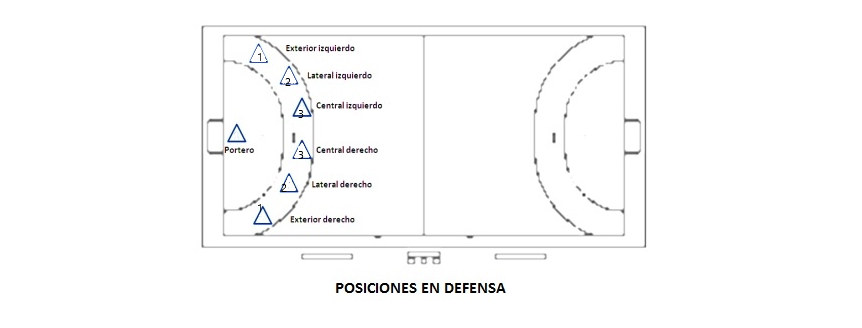 Exterior izquierdo
1
Lateral izquierdo
2
Central izquierdo
3
Portero
Central derecho
3
Lateral derecho
2
1
Exterior derecho
POSICIONES EN DEFENSA